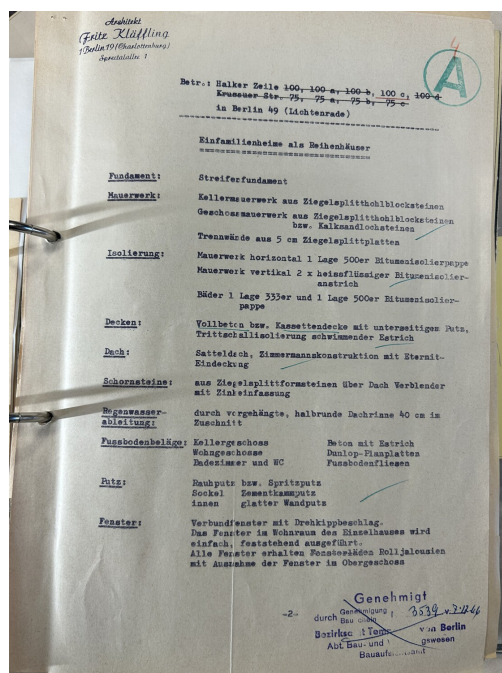 Architekt
Fritz Kläffling
1 Berlin 19 (Charlottenburg)
4
A
Betr.: Halker Zeile 100, 100 a, 100 b, 100 c, 100 d
Krusauer Str. 75, 75 a, 75 b, 75 c
in Berlin 49 (Lichtenrade)
Einfamilienheime als Reihenhäuser
Fundament: Streifenfundament
Mauerwerk: Kellermauerwerk aus Ziegelsplitthohlblocksteinen
Geschossmauerwerk aus Ziegelsplitthohlblocksteinen
bzw. Kalksandlochsteinen
Trennwände aus 5 cm Ziegelsplittplatten
Isolierung: Mauerwerk horizontal 1 Lage 500er Bitumenisolierpappe
Mauerwerk vertikal 2 x heissflüssiger Bitumenisolier-
anstrich
Bäder 1 Lage 333er und 1 Lage 500er Bitumenisolier-
pappe
Decken: Vollbeton bzw. Kassettendecke mit unterseitigem Putz,
Trittschallisolierung schwimmender Estrich
Dach: Satteldach, Zimmermannskonstruktion mit Eternit-
Eindeckung
Schornsteine: aus Ziegelsplittformsteinen über Dach Verblender
mit Zinkeinfassung
Regenwasser- durch vorgehängte, halbrunde Dachrinne 40 cm im
ableitung: Zuschnitt
Fussbodenbeläge: Kellergeschoss Beton mit Estrich
Wohngeschosse Dunlop-Planplatten
Badezimmer und WC Fussbodenfliesen
Putz: Rauhputz bzw. Spritzputz
Sockel Zementkammputz
innen glatter Wandputz
Fenster: Verbundfenster mit Drehkippbeschlag.
Das Fenster im Wohnraum des Einzelhauses wird
einfach, feststehend ausgeführt.
Alle Fenster erhalten Fensterläden Rolljalousien
mit Ausnahme der Fenster im Obergeschoss
-2-
Genehmigt
durch Genehmigung 3539
Bau
von Berlin
Abt. Bau- und